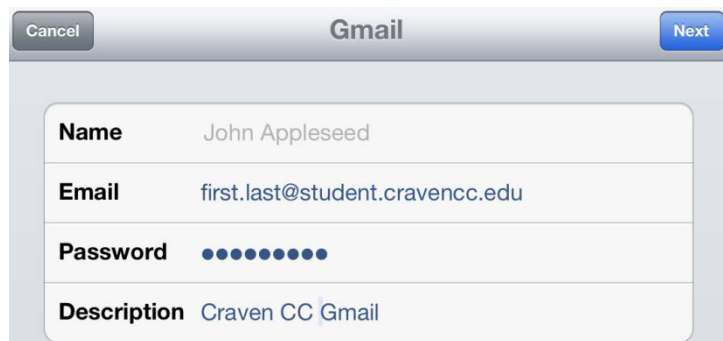 Cancel Gmail Next
Name John Appleseed
Email first.last@student.cravencc.edu
Password ●●●●●●●●●
Description Craven CC Gmail